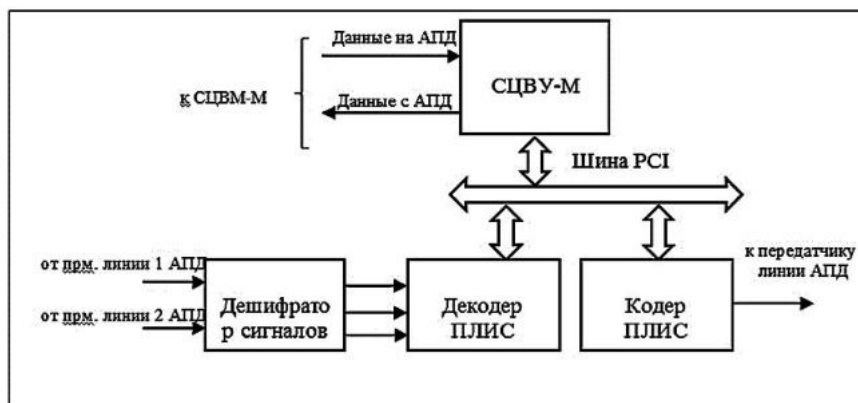 Данные на АПД
СЦВУ-М
к СЦВМ-М
Данные с АПД
Шина PCI
от прм. линии 1 АПД
от прм. линии 2 АПД
Дешифрато
р сигналов
Декодер
ПЛИС
Кодер
ПЛИС
к передатчику
линии АПД